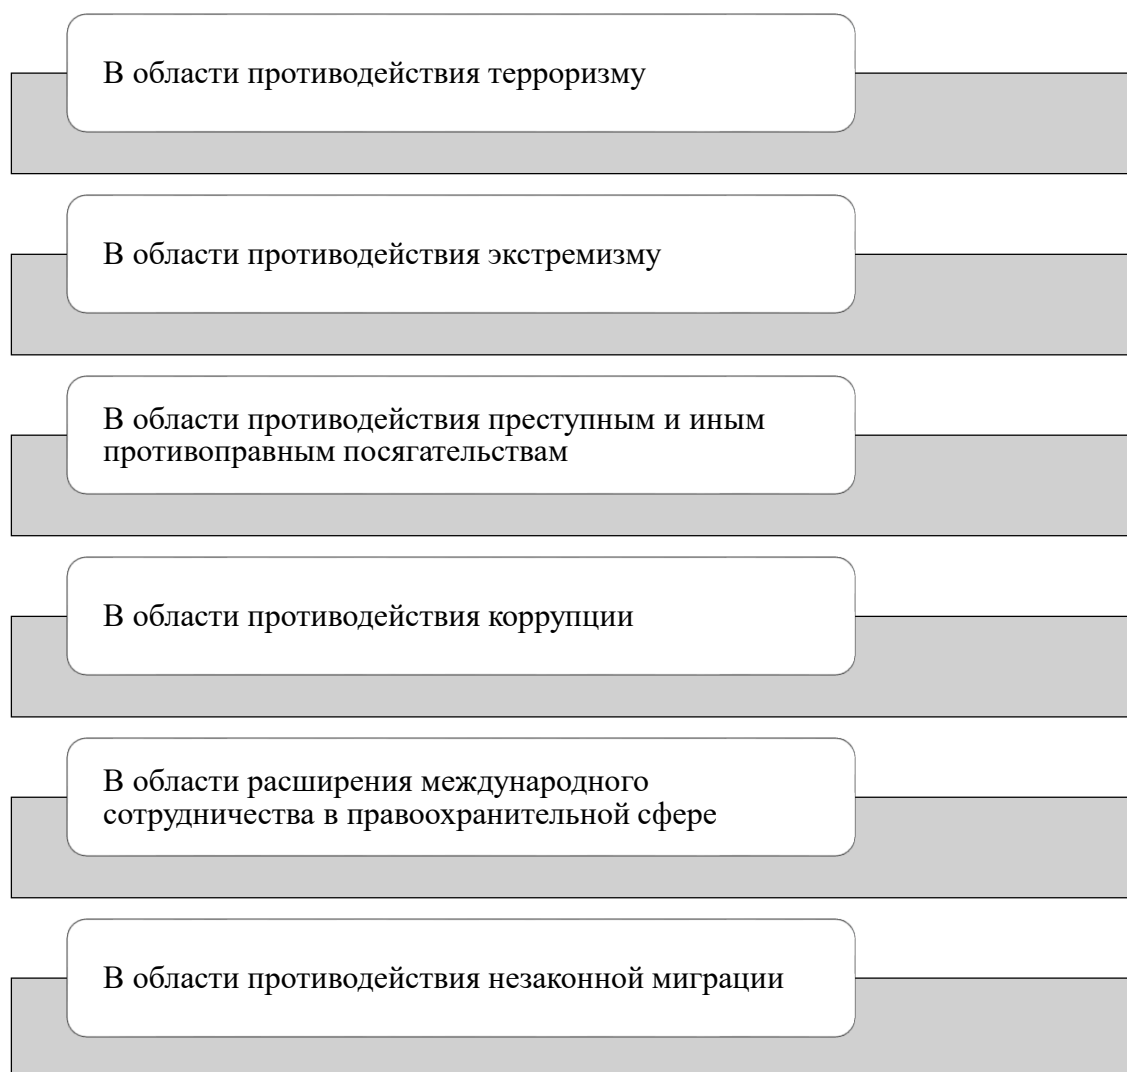 В области противодействия терроризму
В области противодействия экстремизму
В области противодействия преступным и иным
противоправным посягательствам
В области противодействия коррупции
В области расширения международного
сотрудничества в правоохранительной сфере
В области противодействия незаконной миграции